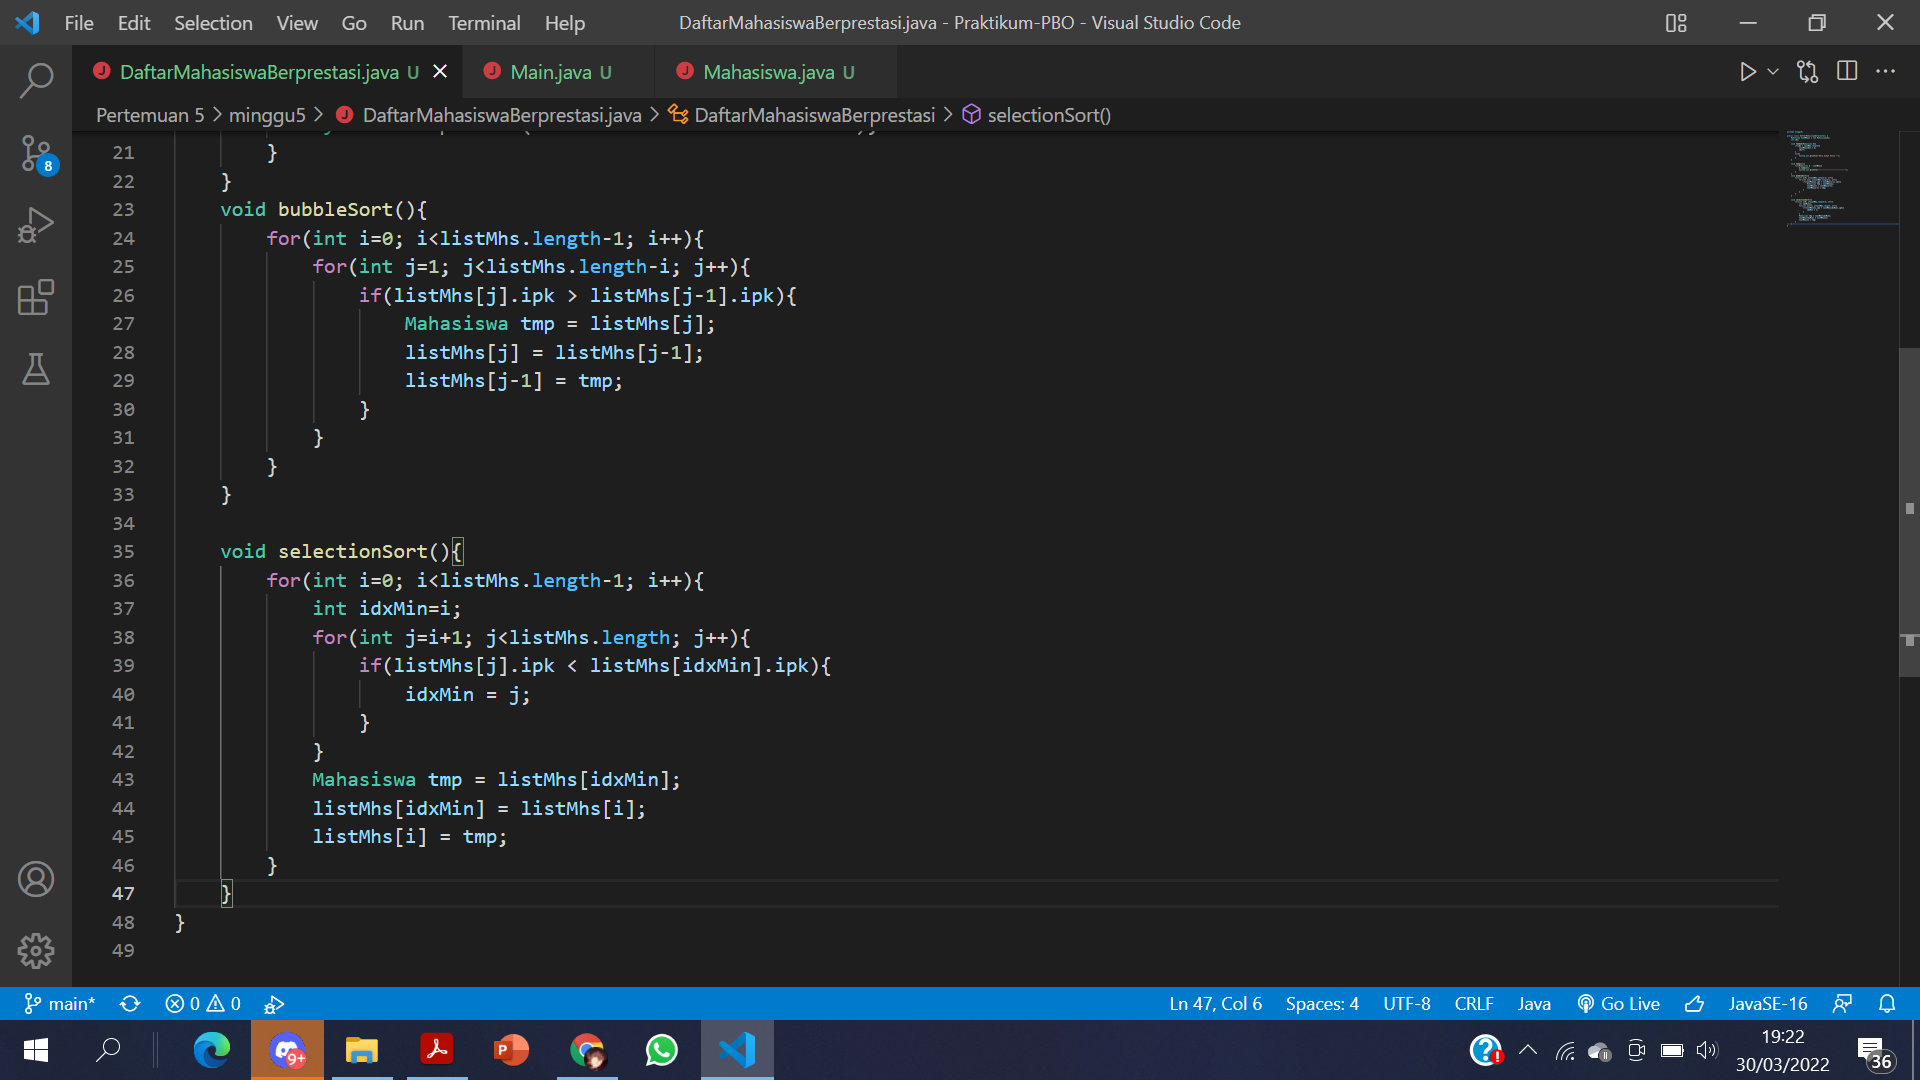 File Edit Selection View Go Run Terminal Help DaftarMahasiswaBerprestasi.java - Praktikum-PBO - Visual Studio Code
DaftarMahasiswaBerprestasi.java U Main.java U Mahasiswa.java U
Pertemuan 5 > minggu5 > DaftarMahasiswaBerprestasi.java > DaftarMahasiswaBerprestasi > selectionSort()
21 }
22 }
23 void bubbleSort(){
24 for(int i=0; i<listMhs.length-1; i++){
25 for(int j=1; j<listMhs.length-i; j++){
26 if(listMhs[j].ipk > listMhs[j-1].ipk){
27 Mahasiswa tmp = listMhs[j];
28 listMhs[j] = listMhs[j-1];
29 listMhs[j-1] = tmp;
30 }
31 }
32 }
33 }
34
35 void selectionSort(){
36 for(int i=0; i<listMhs.length-1; i++){
37 int idxMin=i;
38 for(int j=i+1; j<listMhs.length; j++){
39 if(listMhs[j].ipk < listMhs[idxMin].ipk){
40 idxMin = j;
41 }
42 }
43 Mahasiswa tmp = listMhs[idxMin];
44 listMhs[idxMin] = listMhs[i];
45 listMhs[i] = tmp;
46 }
47 }
48 }
49
8
main* 0 0 Ln 47, Col 6 Spaces: 4 UTF-8 CRLF Java Go Live JavaSE-16
9+ 19:22
30/03/2022 36